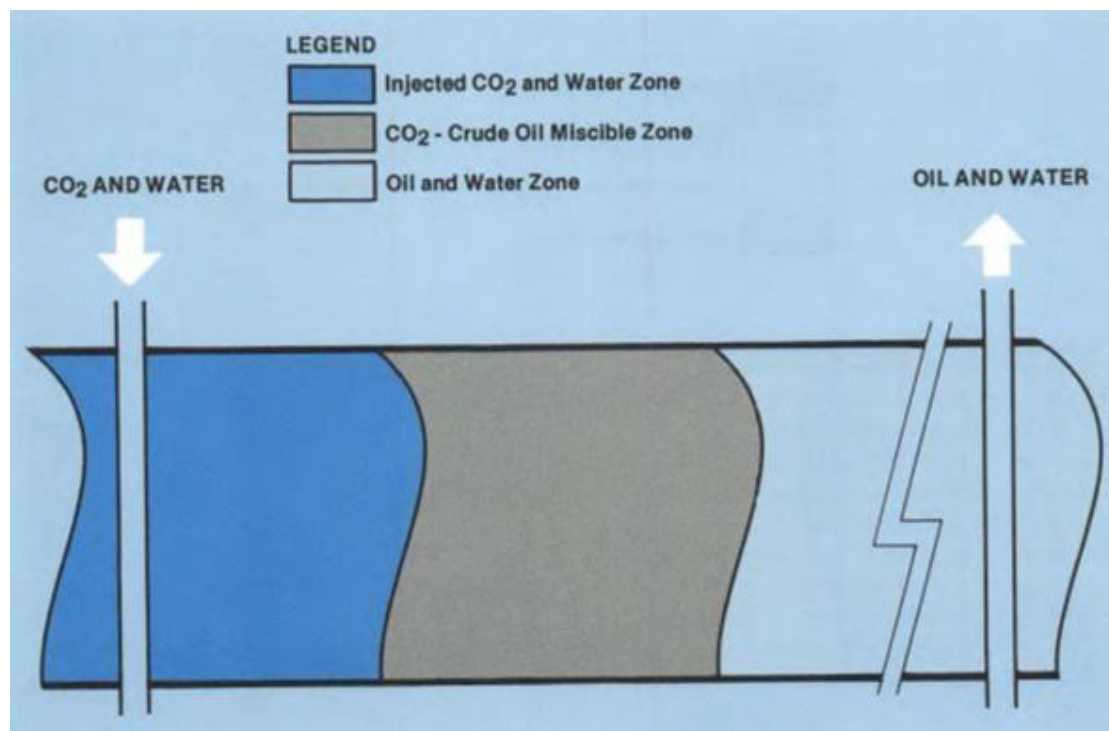 LEGEND
Injected CO2 and Water Zone
CO2 - Crude Oil Miscible Zone
Oil and Water Zone
CO2 AND WATER
OIL AND WATER